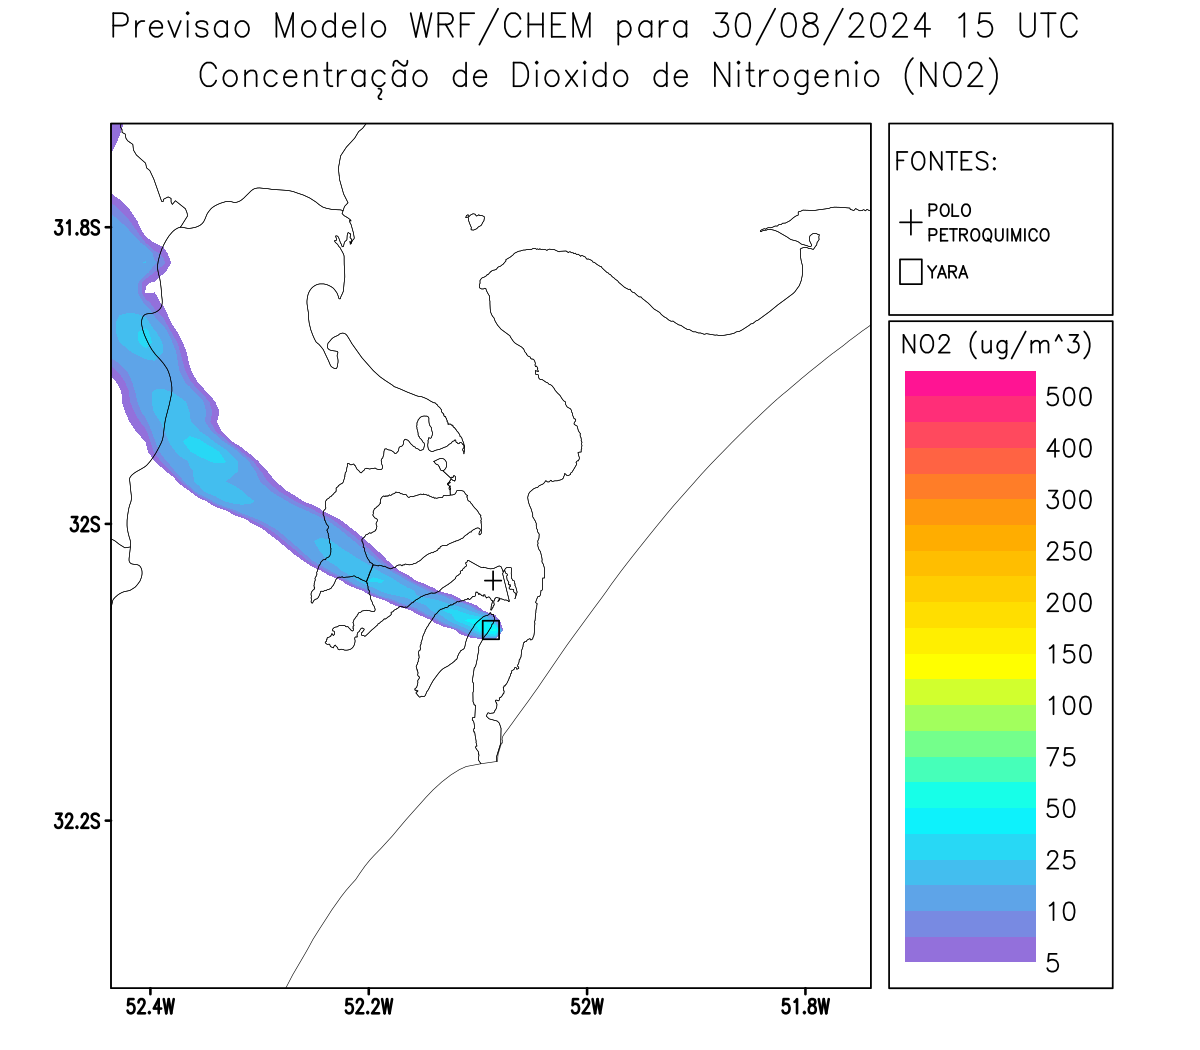 Previsao Modelo WRF/CHEM para 30/08/2024 15 UTC
Concentração de Dioxido de Nitrogenio (NO2)
FONTES:
POLO
PETROQUIMICO
YARA
NO2 (ug/m^3)
500
400
300
250
200
150
100
75
50
25
10
5
31.8S
32S
32.2S
52.4W
52.2W
52W
51.8W